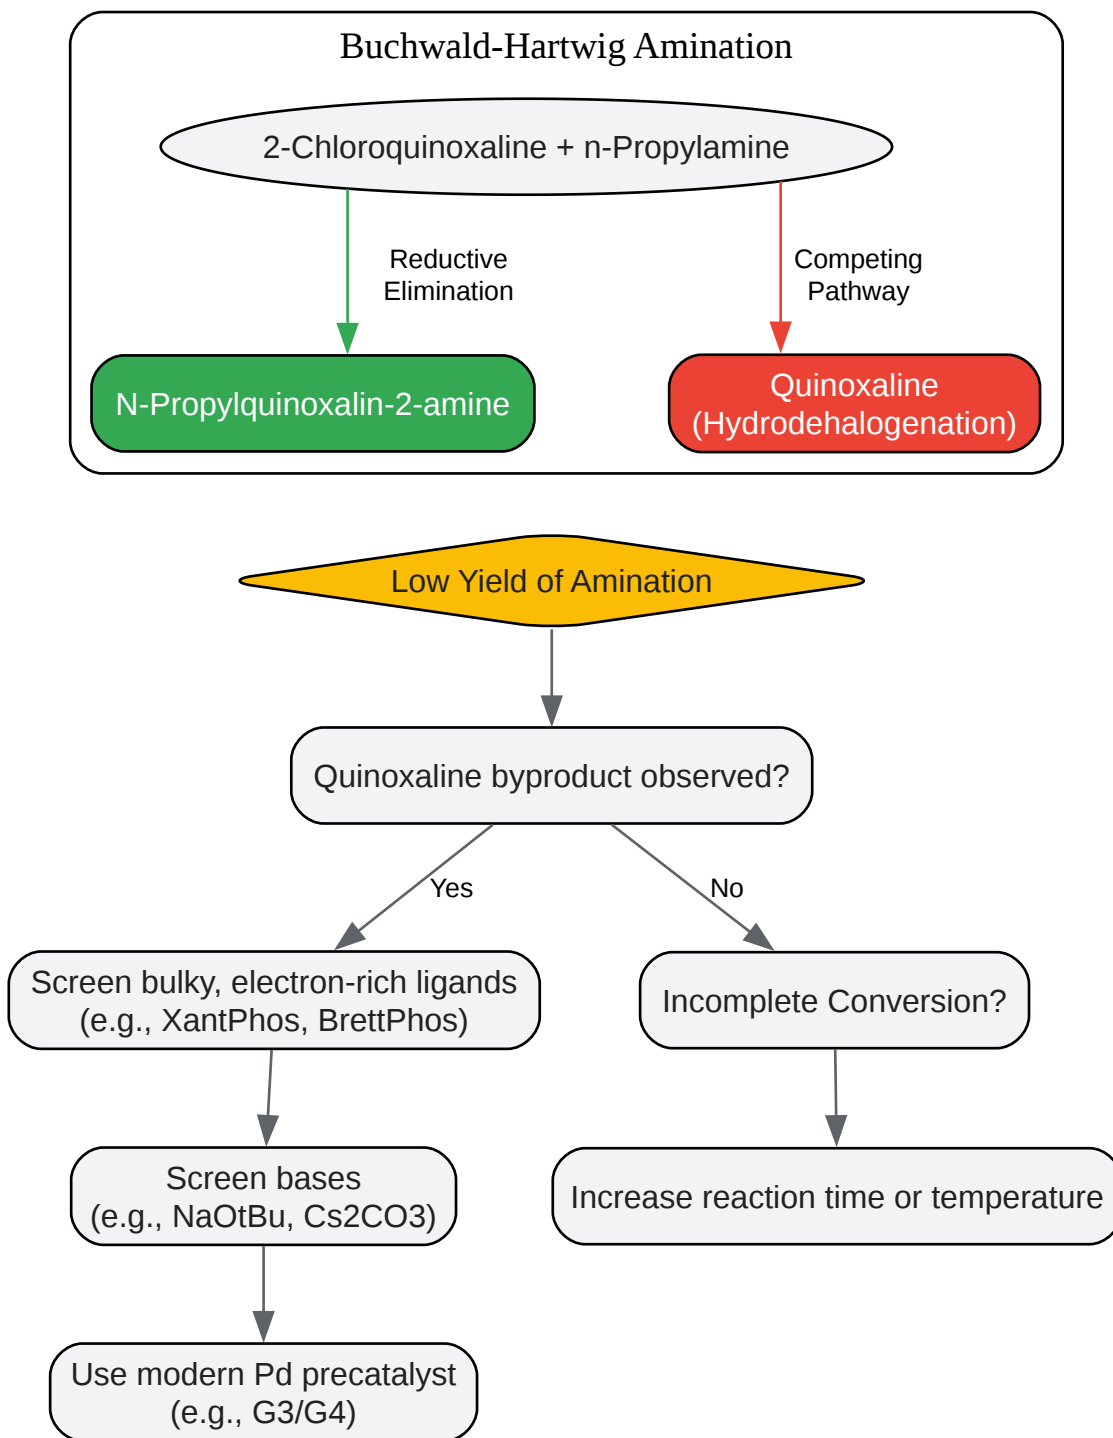 Buchwald-Hartwig Amination
2-Chloroquinoxaline + n-Propylamine
Reductive
Elimination
Competing
Pathway
N-Propylquinoxalin-2-amine
Quinoxaline
(Hydrodehalogenation)
Low Yield of Amination
Quinoxaline byproduct observed?
Yes
No
Screen bulky, electron-rich ligands
(e.g., XantPhos, BrettPhos)
Incomplete Conversion?
Screen bases
(e.g., NaOtBu, Cs2CO3)
Increase reaction time or temperature
Use modern Pd precatalyst
(e.g., G3/G4)